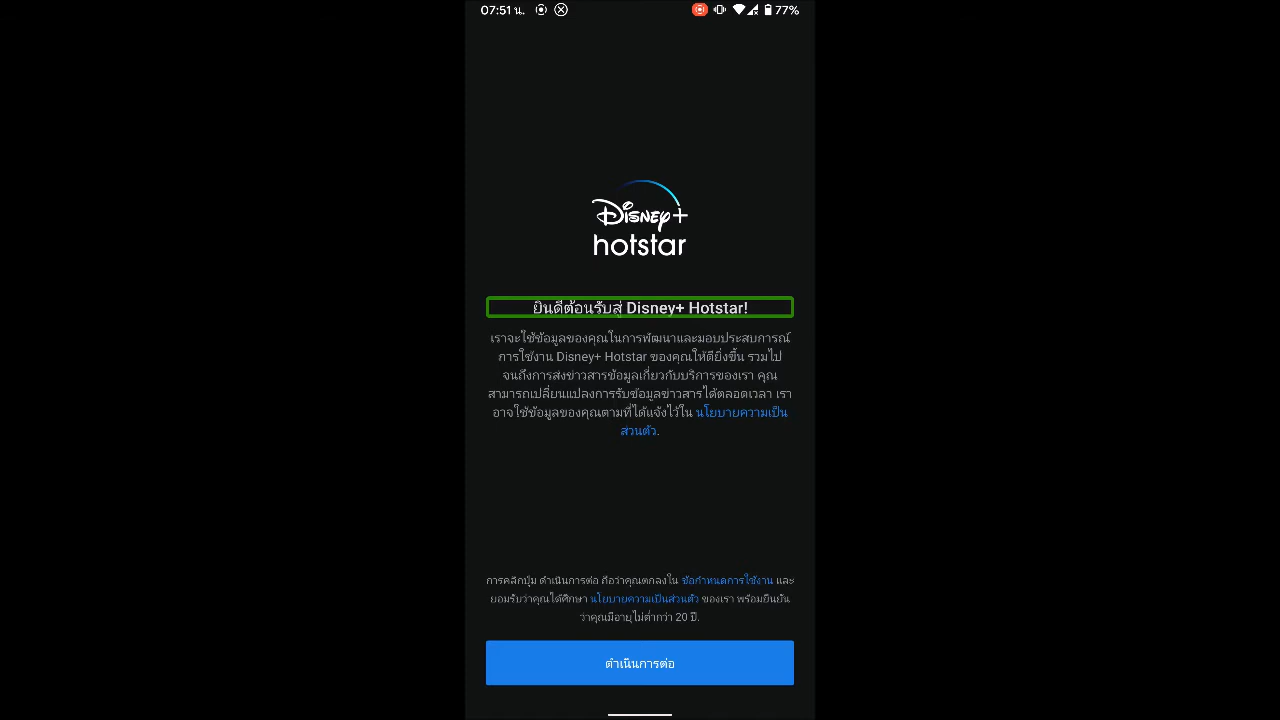 07:51 น.
77%
Disney+
hotstar
ยินดีต้อนรับสู่ Disney+ Hotstar!
เราจะใช้ข้อมูลของคุณในการพัฒนาและมอบประสบการณ์
การใช้งาน Disney+ Hotstar ของคุณให้ดียิ่งขึ้น รวมไป
จนถึงการส่งข่าวสารข้อมูลเกี่ยวกับบริการของเรา คุณ
สามารถเปลี่ยนแปลงการรับข้อมูลข่าวสารได้ตลอดเวลา เรา
อาจใช้ข้อมูลของคุณตามที่ได้แจ้งไว้ใน นโยบายความเป็น
ส่วนตัว.
การคลิกปุ่ม ดำเนินการต่อ ถือว่าคุณตกลงใน ข้อกำหนดการใช้งาน และ
ยอมรับว่าคุณได้ศึกษา นโยบายความเป็นส่วนตัว ของเรา พร้อมยืนยัน
ว่าคุณมีอายุไม่ต่ำกว่า 20 ปี.
ดำเนินการต่อ